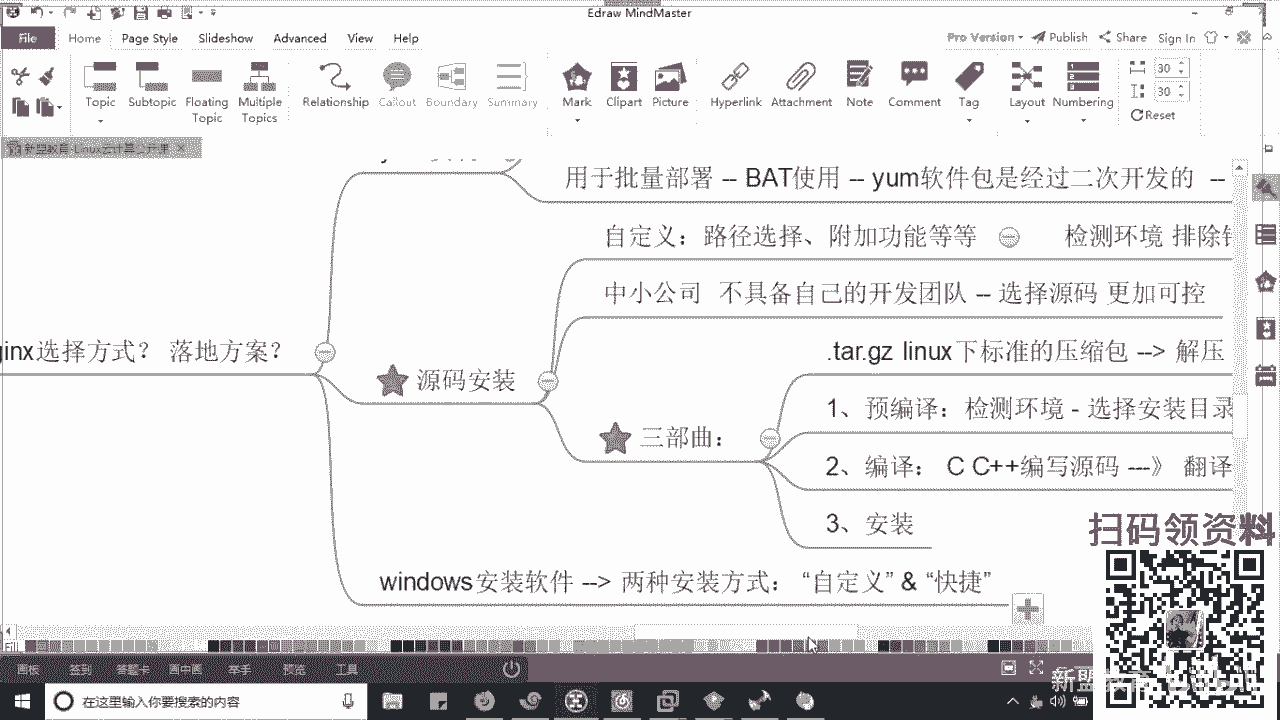 Edraw MindMaster
File Home Page Style Slideshow Advanced View Help
Pro Version Publish Share Sign In
Topic Subtopic Floating Topic Multiple Topics Relationship Callout Boundary Summary Mark Clipart Picture Hyperlink Attachment Note Comment Tag Layout Numbering
30
30
Reset
新盟教育-Linux云计算
用于批量部署 -- BAT使用 -- yum软件包是经过二次开发的 --
自定义：路径选择、附加功能等等
检测环境 排除
中小公司 不具备自己的开发团队 -- 选择源码 更加可控
ginx选择方式？ 落地方案？
源码安装
.tar.gz linux下标准的压缩包 --> 解压
1、预编译：检测环境 - 选择安装目录
三部曲：
2、编译： C C++编写源码 ---》 翻译
3、安装
扫码领资料
windows安装软件 --> 两种安装方式： “自定义” & “快捷”
Fill
画板 签到 答题卡 画中画 举手 预览 工具
新盟教育
在这里输入你要搜索的内容